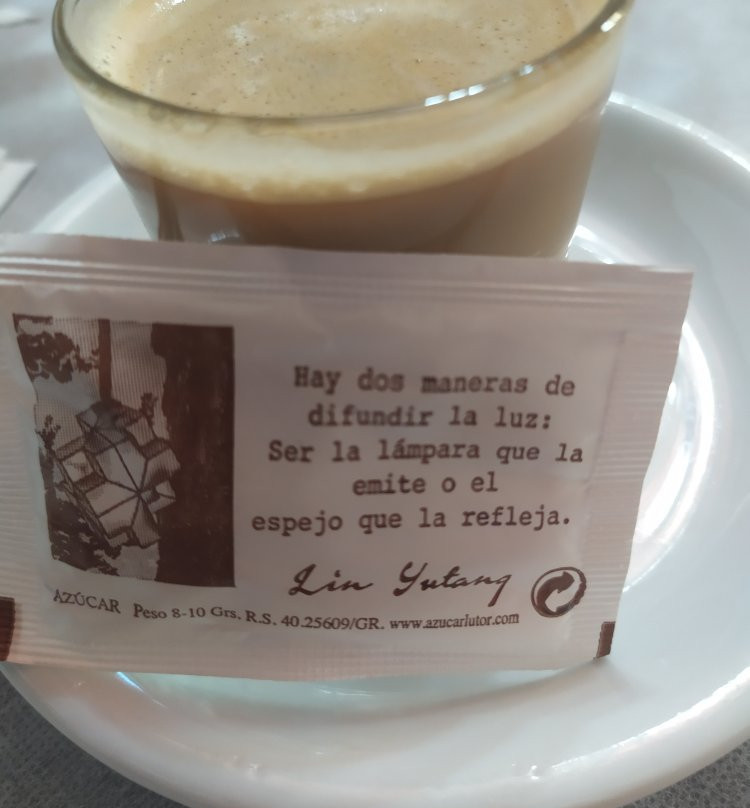 Hay dos maneras de
difundir la luz:
Ser la lámpara que la
emite o el
espejo que la refleja.
Lin Yutang
AZÚCAR Peso 8-10 Grs. R.S. 40.25609/GR. www.azucarlutor.com